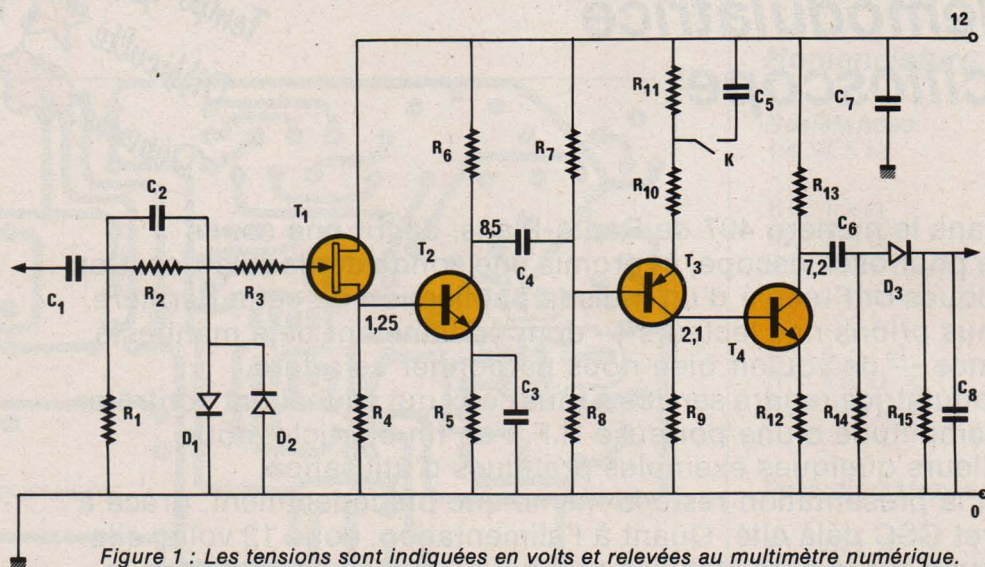 12
R11
C5
C7
R6
R7
K
C2
R10
R13
T1
T2
8,5
C6
C4
T3
7,2
C1
R2
R3
D3
1,25
2,1
T4
C3
C8
R1
D1
D2
R4
R5
R8
R9
R12
R14
R15
0
Figure 1 : Les tensions sont indiquées en volts et relevées au multimètre numérique.